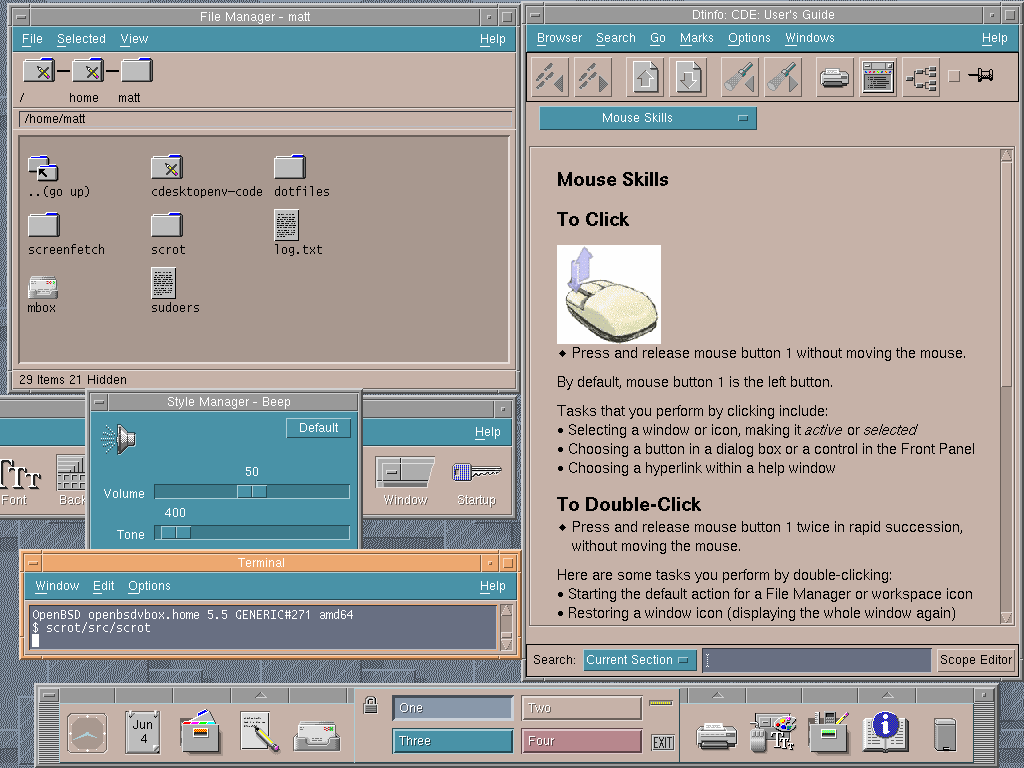 File Manager - matt
File Selected View Help
/ home matt
/home/matt
..(go up) cdesktopenv-code dotfiles
screenfetch scrot log.txt
mbox sudoers
29 Items 21 Hidden
Style Manager - Beep
Default
Help
50
Volume
400
Tone
Font Back Window Startup
Terminal
Window Edit Options Help
OpenBSD openbsdvbox.home 5.5 GENERIC#271 amd64
$ scrot/src/scrot
Dtinfo: CDE: User's Guide
Browser Search Go Marks Options Windows Help
Mouse Skills
Mouse Skills
To Click
◆ Press and release mouse button 1 without moving the mouse.
By default, mouse button 1 is the left button.
Tasks that you perform by clicking include:
● Selecting a window or icon, making it active or selected
● Choosing a button in a dialog box or a control in the Front Panel
● Choosing a hyperlink within a help window
To Double-Click
◆ Press and release mouse button 1 twice in rapid succession,
without moving the mouse.
Here are some tasks you perform by double-clicking:
● Starting the default action for a File Manager or workspace icon
● Restoring a window icon (displaying the whole window again)
Search: Current Section Scope Editor
Jun
4
One Two
Three Four
EXIT
TTT
TTT